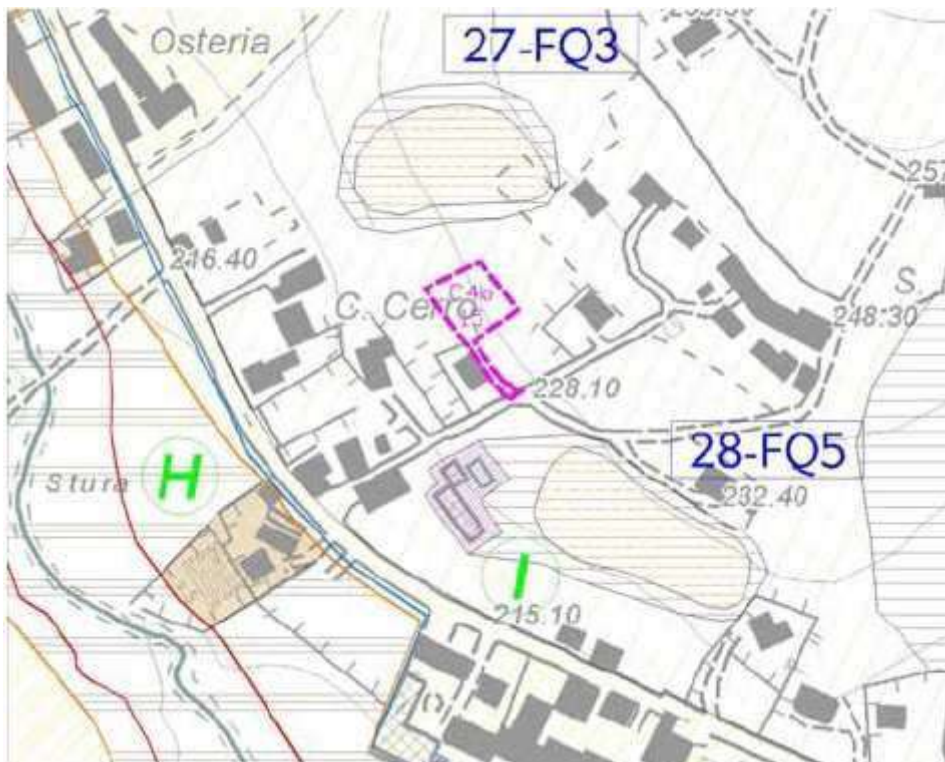 Osteria
27-FQ3
257
216.40
C. Cerro
S.
248.30
228.10
28-FQ5
H
Stura
232.40
I
215.10